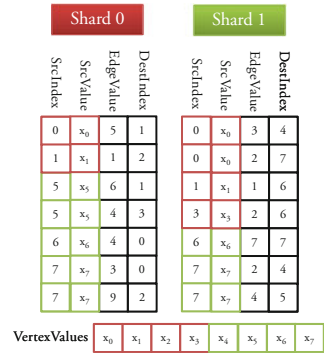 Shard 0 Shard 1
SrcIndex SrcValue EdgeValue DestIndex SrcIndex SrcValue EdgeValue DestIndex
0 x0 5 1 0 x0 3 4
1 x1 1 2 0 x0 2 7
5 x5 6 1 1 x1 1 6
5 x5 4 3 3 x3 2 6
6 x6 4 0 6 x6 7 7
7 x7 3 0 7 x7 2 4
7 x7 9 2 7 x7 4 5
VertexValues x0 x1 x2 x3 x4 x5 x6 x7